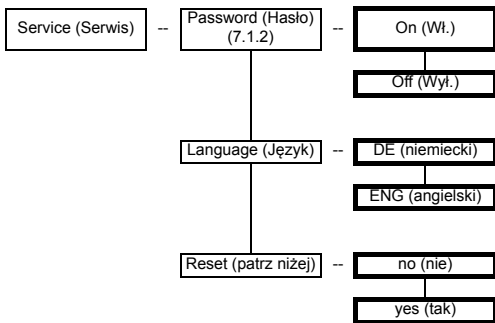 Service (Serwis) -- Password (Hasło) -- On (Wł.)
(7.1.2)
Off (Wył.)
Language (Język) -- DE (niemiecki)
ENG (angielski)
Reset (patrz niżej) -- no (nie)
yes (tak)